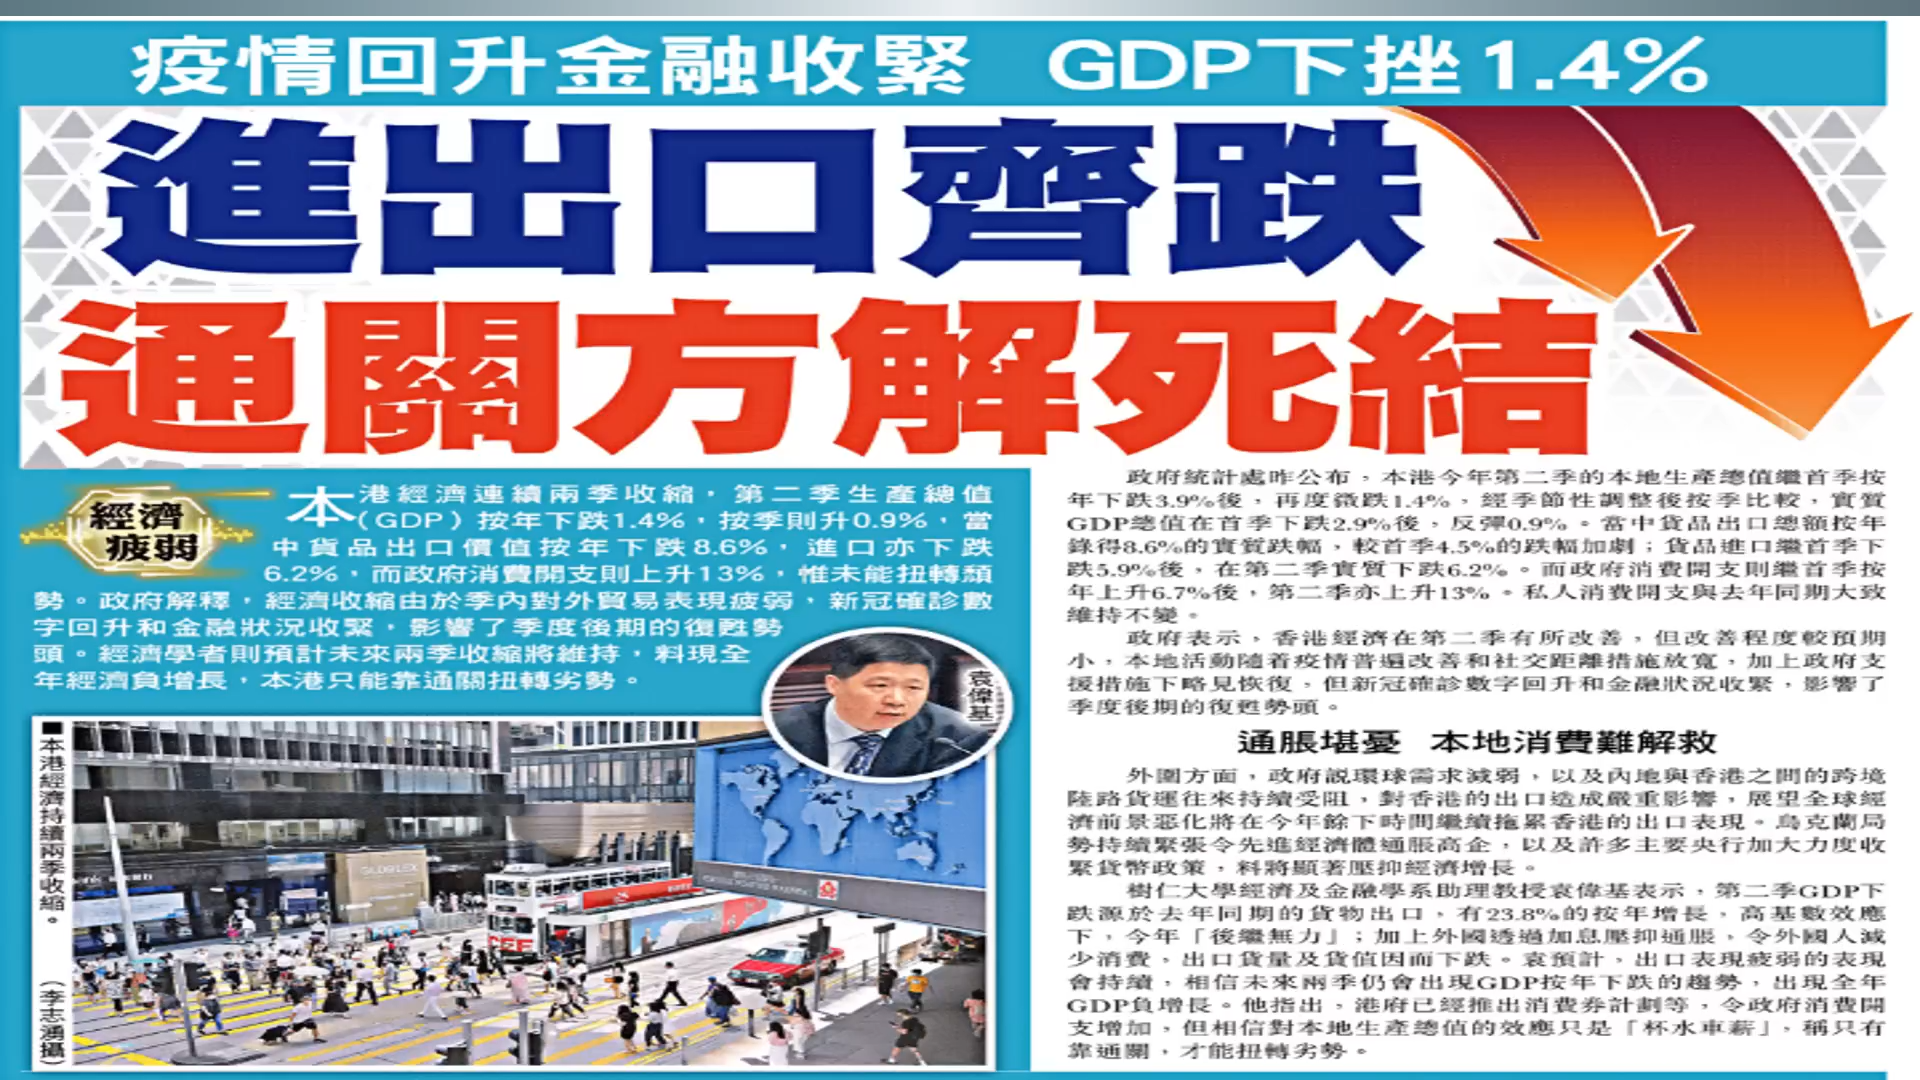 疫情回升金融收緊 GDP下挫1.4%
進出口齊跌
通關方解死結
經濟
疲弱
本港經濟連續兩季收縮，第二季生產總值
(GDP）按年下跌1.4%，按季則升0.9%，當
中貨品出口價值按年下跌8.6%，進口亦下跌
6.2%，而政府消費開支則上升13%，惟未能扭轉頹
勢。政府解釋，經濟收縮由於季內對外貿易表現疲弱，新冠確診數
字回升和金融狀況收緊，影響了季度後期的復甦勢
頭。經濟學者則預計未來兩季收縮將維持，料現全
年經濟負增長，本港只能靠通關扭轉劣勢。
袁偉基
■本港經濟持續兩季收縮。
（李志湧攝）
GLOBLEX
政府統計處昨公布，本港今年第二季的本地生產總值繼首季按
年下跌3.9%後，再度微跌1.4%，經季節性調整後按季比較，實質
GDP總值在首季下跌2.9%後，反彈0.9%。當中貨品出口總額按年
錄得8.6%的實質跌幅，較首季4.5%的跌幅加劇；貨品進口繼首季下
跌5.9%後，在第二季實質下跌6.2%。而政府消費開支則繼首季按
年上升6.7%後，第二季亦上升13%。私人消費開支與去年同期大致
維持不變。
政府表示，香港經濟在第二季有所改善，但改善程度較預期
小，本地活動隨着疫情普遍改善和社交距離措施放寬，加上政府支
援措施下略見恢復，但新冠確診數字回升和金融狀況收緊，影響了
季度後期的復甦勢頭。
通脹堪憂 本地消費難解救
外圍方面，政府說環球需求減弱，以及內地與香港之間的跨境
陸路貨運往來持續受阻，對香港的出口造成嚴重影響，展望全球經
濟前景惡化將在今年餘下時間繼續拖累香港的出口表現。烏克蘭局
勢持續緊張令先進經濟體通脹高企，以及許多主要央行加大力度收
緊貨幣政策，料將顯著壓抑經濟增長。
樹仁大學經濟及金融學系助理教授袁偉基表示，第二季GDP下
跌源於去年同期的貨物出口，有23.8%的按年增長，高基數效應
下，今年「後繼無力」；加上外國透過加息壓抑通脹，令外國人減
少消費，出口貨量及貨值因而下跌。袁預計，出口表現疲弱的表現
會持續，相信未來兩季仍會出現GDP按年下跌的趨勢，出現全年
GDP負增長。他指出，港府已經推出消費券計劃等，令政府消費開
支增加，但相信對本地生產總值的效應只是「杯水車薪」，稱只有
靠通關，才能扭轉劣勢。